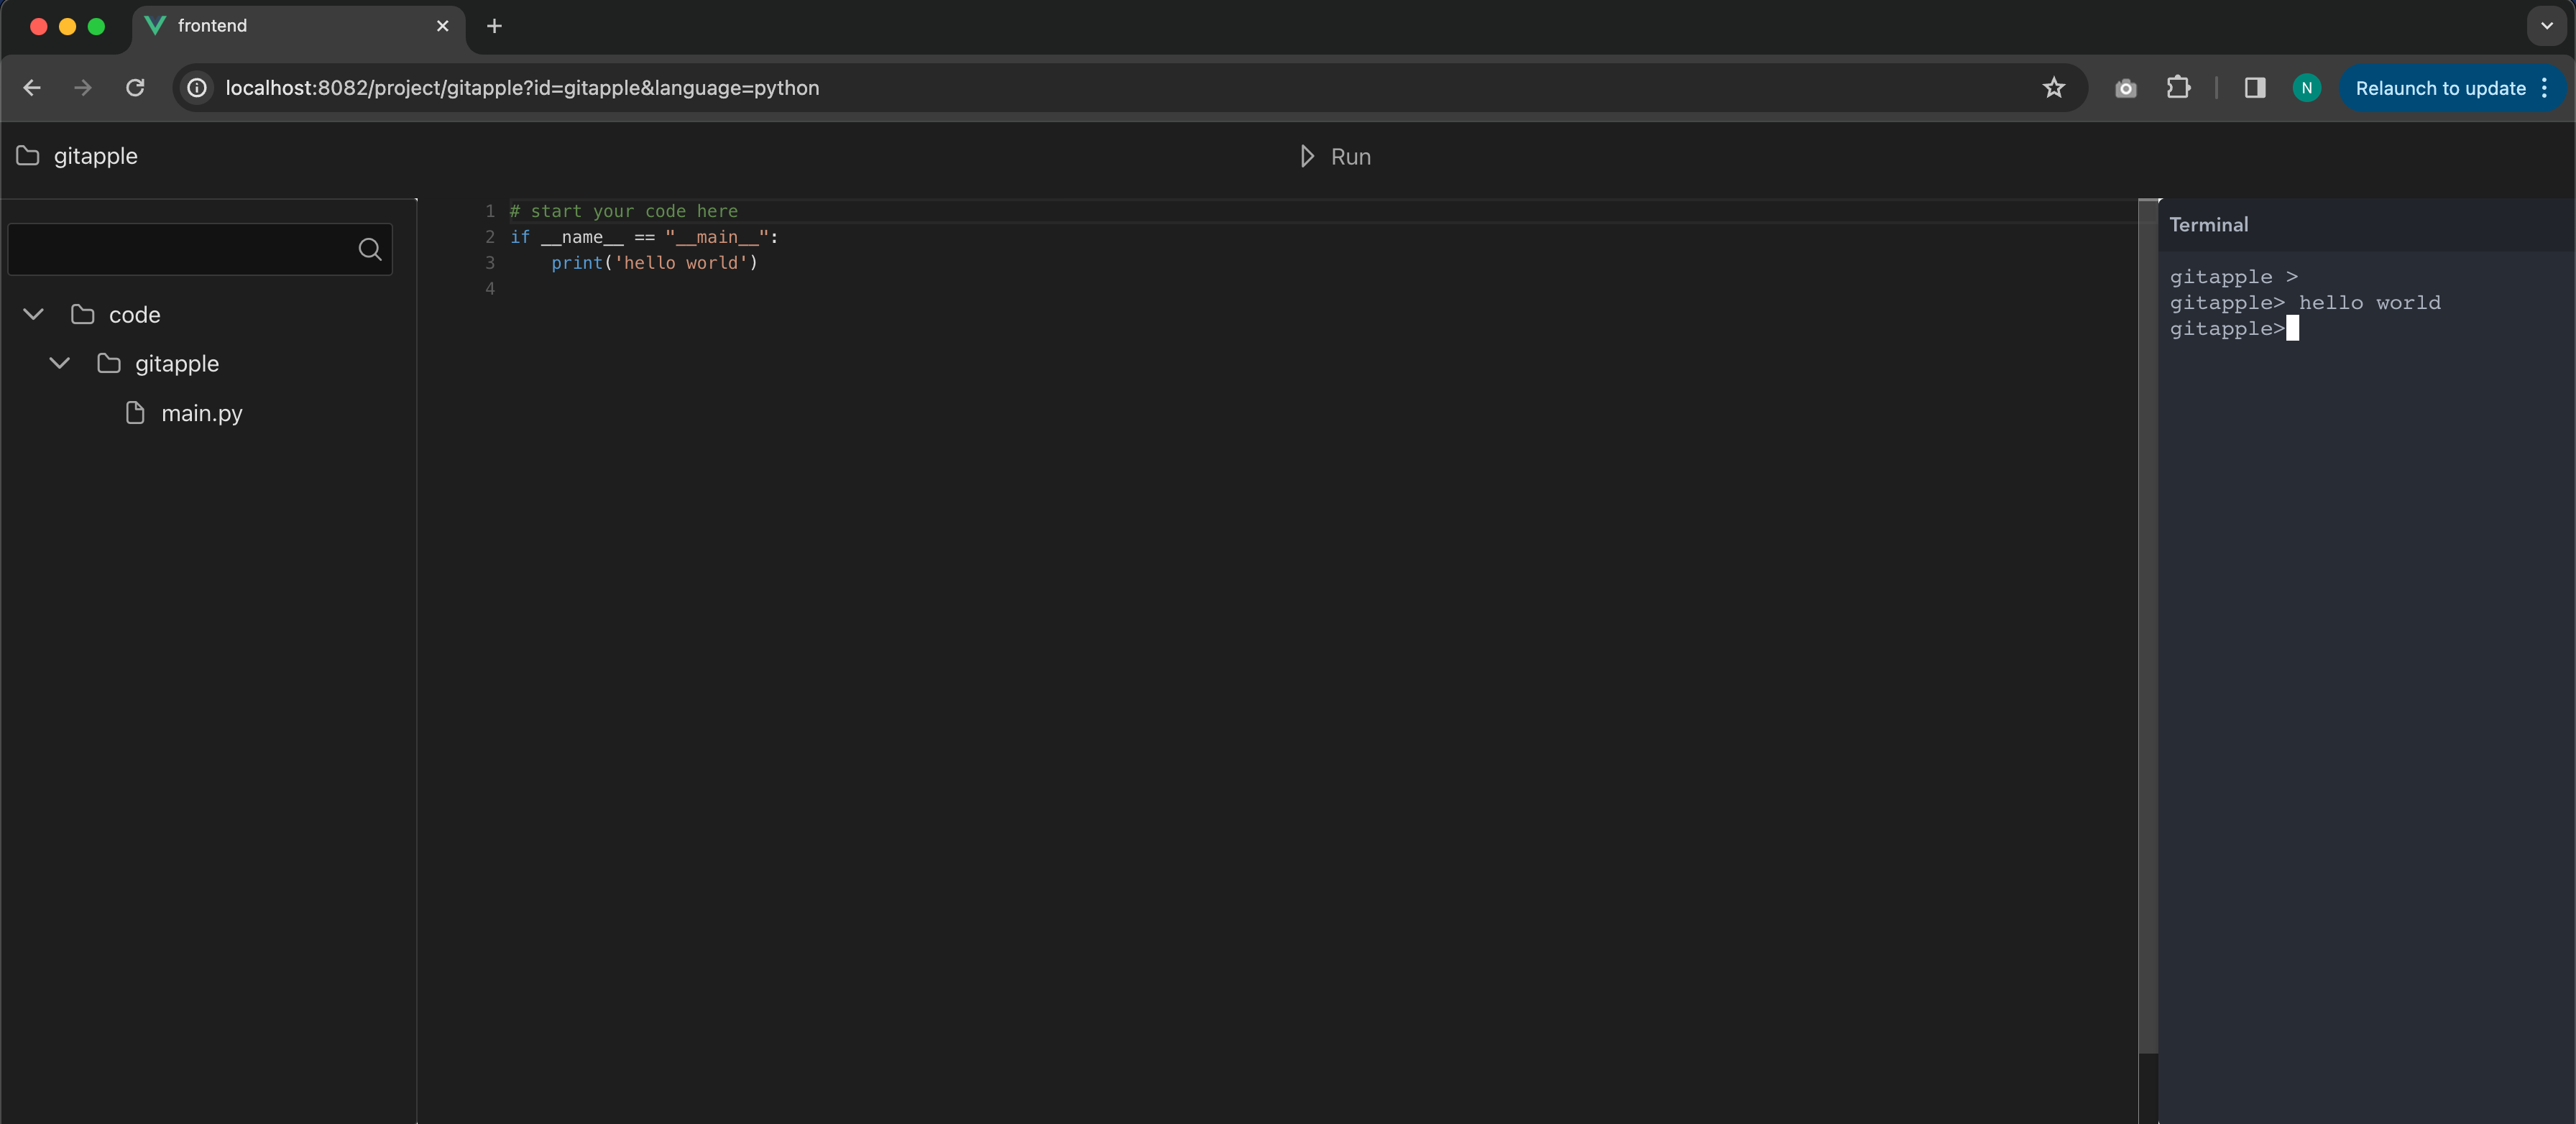 frontend
localhost:8082/project/gitapple?id=gitapple&language=python
N
Relaunch to update
gitapple
Run
code
gitapple
main.py
1 # start your code here
2 if __name__ == "__main__":
3     print('hello world')
4
Terminal
gitapple >
gitapple> hello world
gitapple>